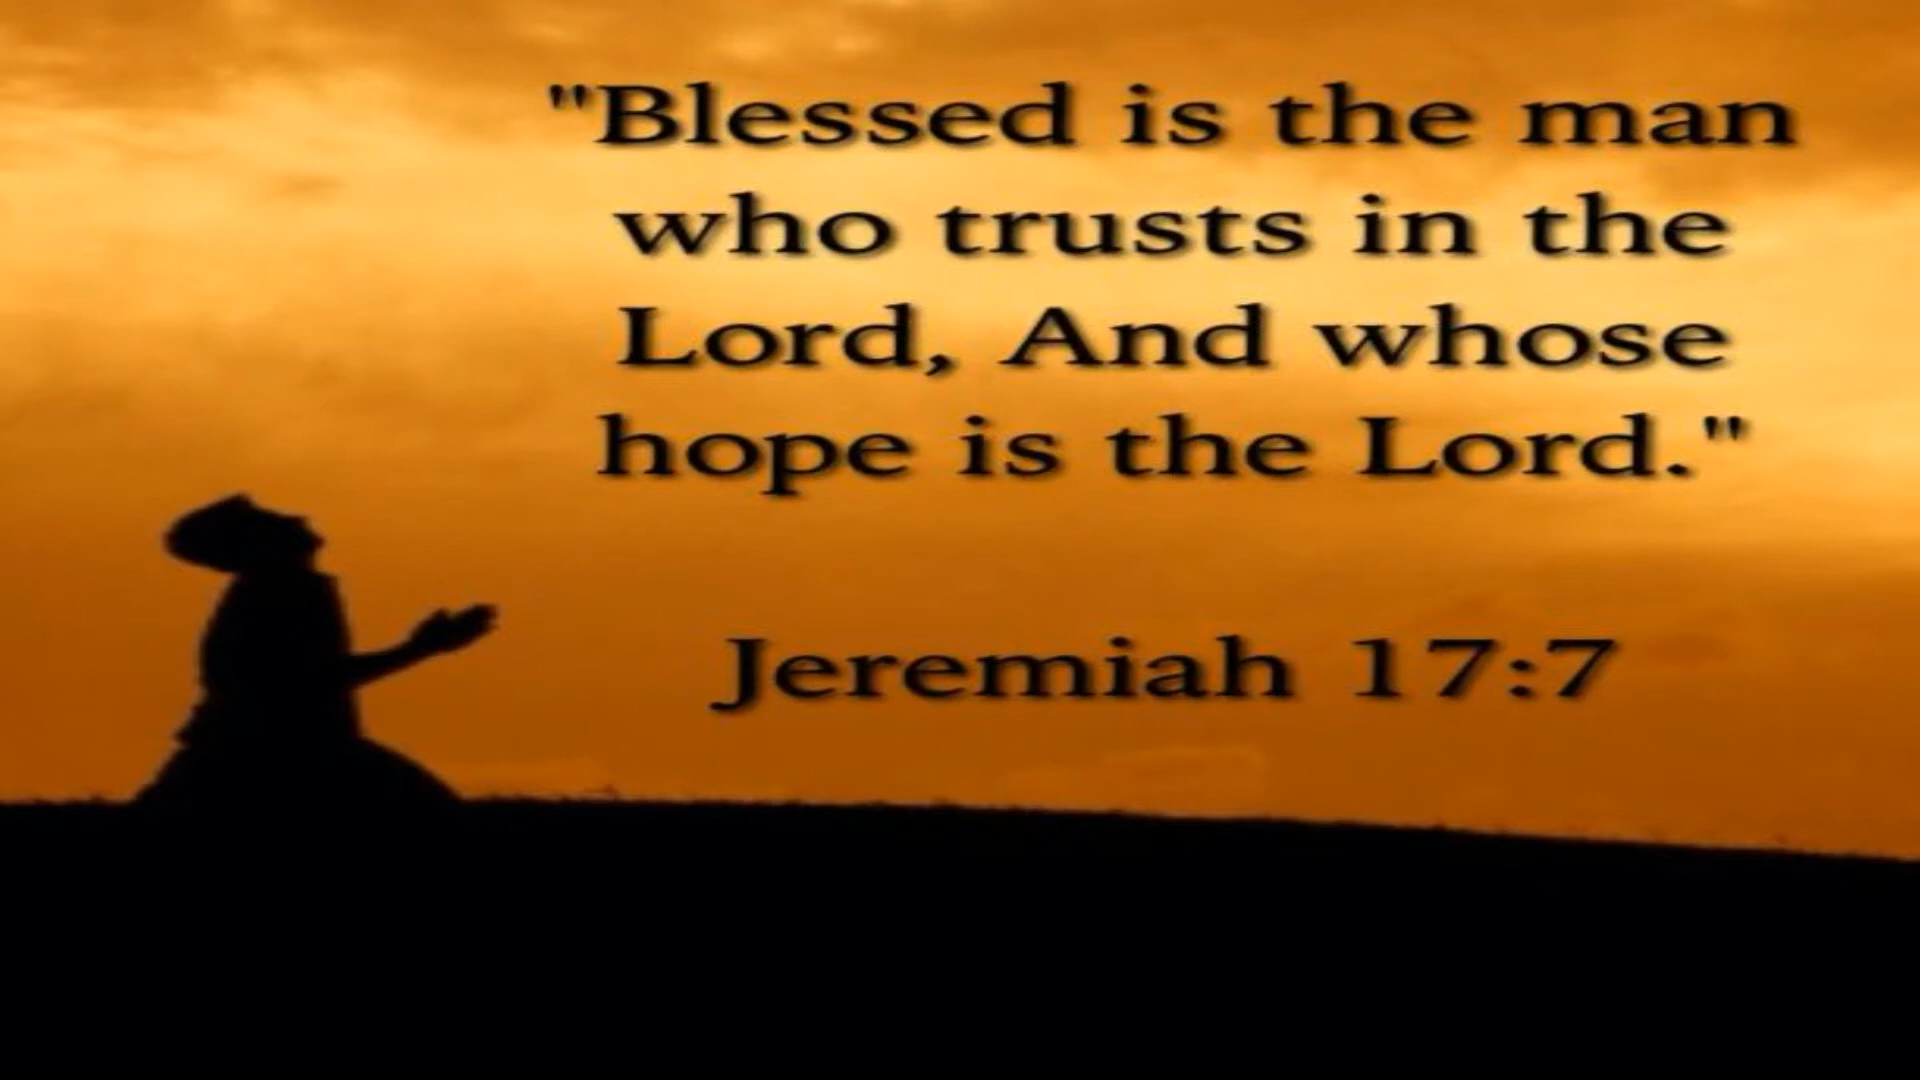 "Blessed is the man
who trusts in the
Lord, And whose
hope is the Lord."
Jeremiah 17:7